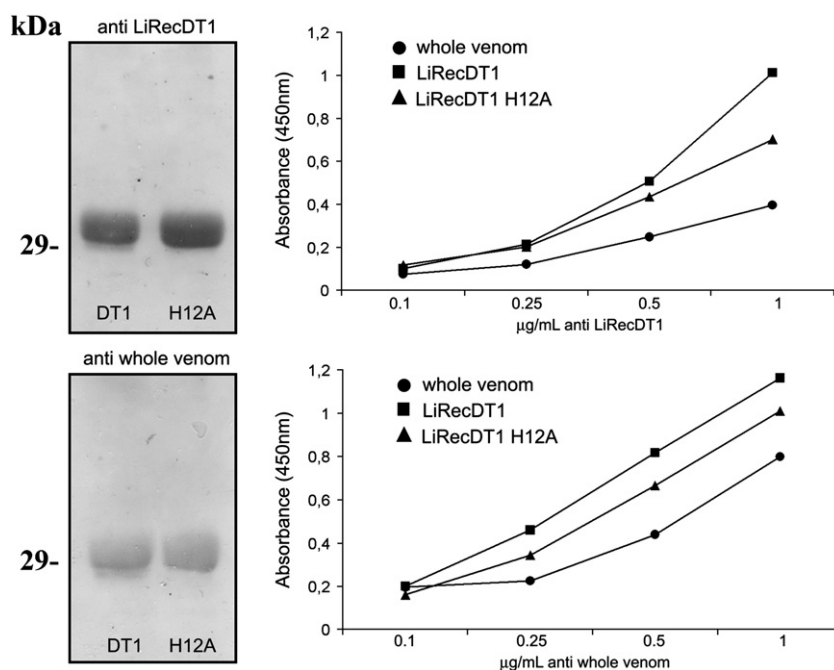 kDa
anti LiRecDT1
29-
DT1 H12A
Absorbance (450nm)
1,2
1
0,8
0,6
0,4
0,2
0
whole venom
LiRecDT1
LiRecDT1 H12A
0.1 0.25 0.5 1
μg/mL anti LiRecDT1
anti whole venom
29-
DT1 H12A
Absorbance (450nm)
1,2
1
0,8
0,6
0,4
0,2
0
whole venom
LiRecDT1
LiRecDT1 H12A
0.1 0.25 0.5 1
μg/mL anti whole venom